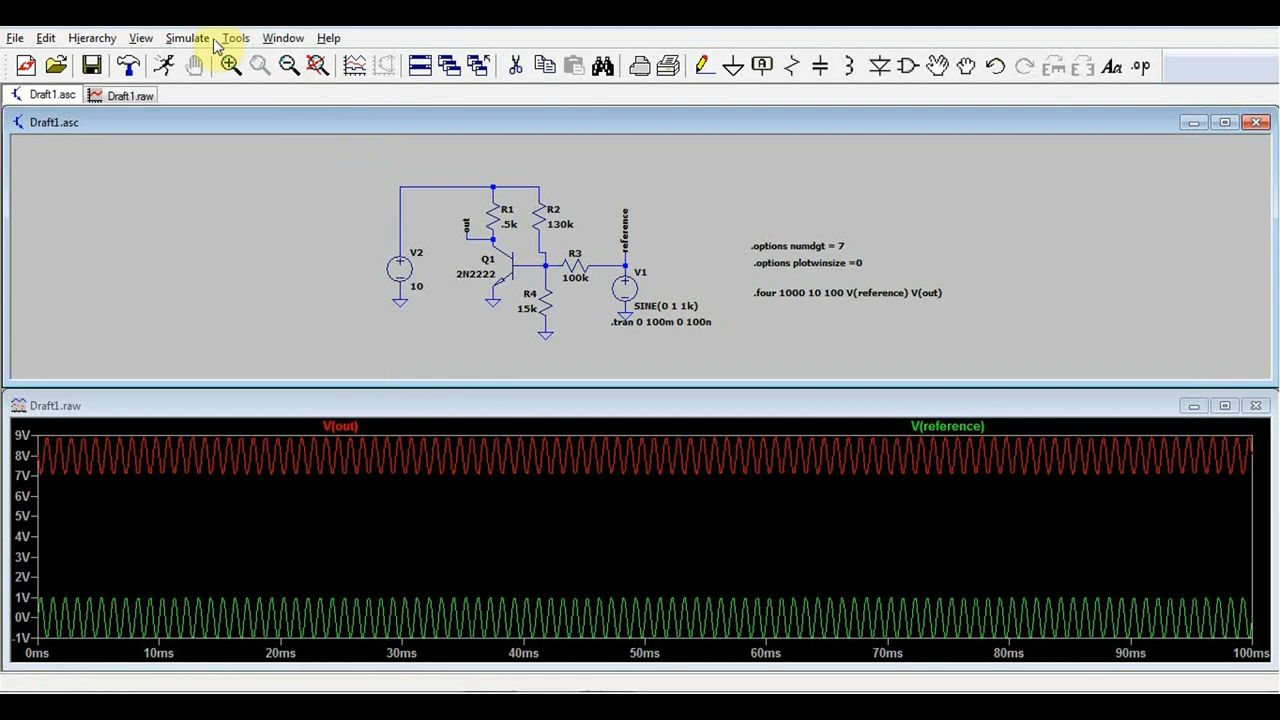 File Edit Hierarchy View Simulate Tools Window Help
Aa .op
Draft1.asc Draft1.raw
Draft1.asc
out
R1
.5k
R2
130k
reference
V2
10
Q1
2N2222
R3
100k
V1
R4
15k
SINE(0 1 1k)
.tran 0 100m 0 100n
.options numdgt = 7
.options plotwinsize =0
.four 1000 10 100 V(reference) V(out)
Draft1.raw
V(out) V(reference)
9V
8V
7V
6V
5V
4V
3V
2V
1V
0V
-1V
0ms 10ms 20ms 30ms 40ms 50ms 60ms 70ms 80ms 90ms 100ms